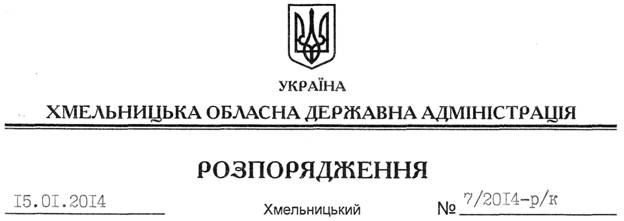 УКРАЇНА
ХМЕЛЬНИЦЬКА ОБЛАСНА ДЕРЖАВНА АДМІНІСТРАЦІЯ
РОЗПОРЯДЖЕННЯ
15.01.2014 Хмельницький № 7/2014-р/к